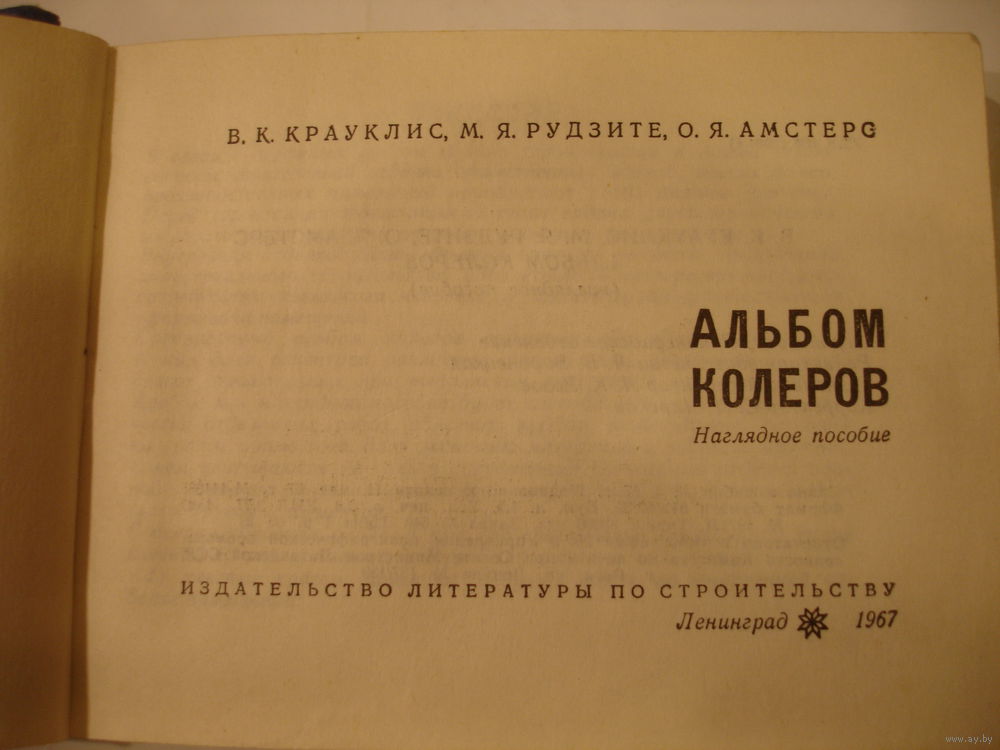 В. К. КРАУКЛИС, М. Я. РУДЗИТЕ, О. Я. АМСТЕРС
АЛЬБОМ
КОЛЕРОВ
Наглядное пособие
ИЗДАТЕЛЬСТВО ЛИТЕРАТУРЫ ПО СТРОИТЕЛЬСТВУ
Ленинград 1967
www.ay.by